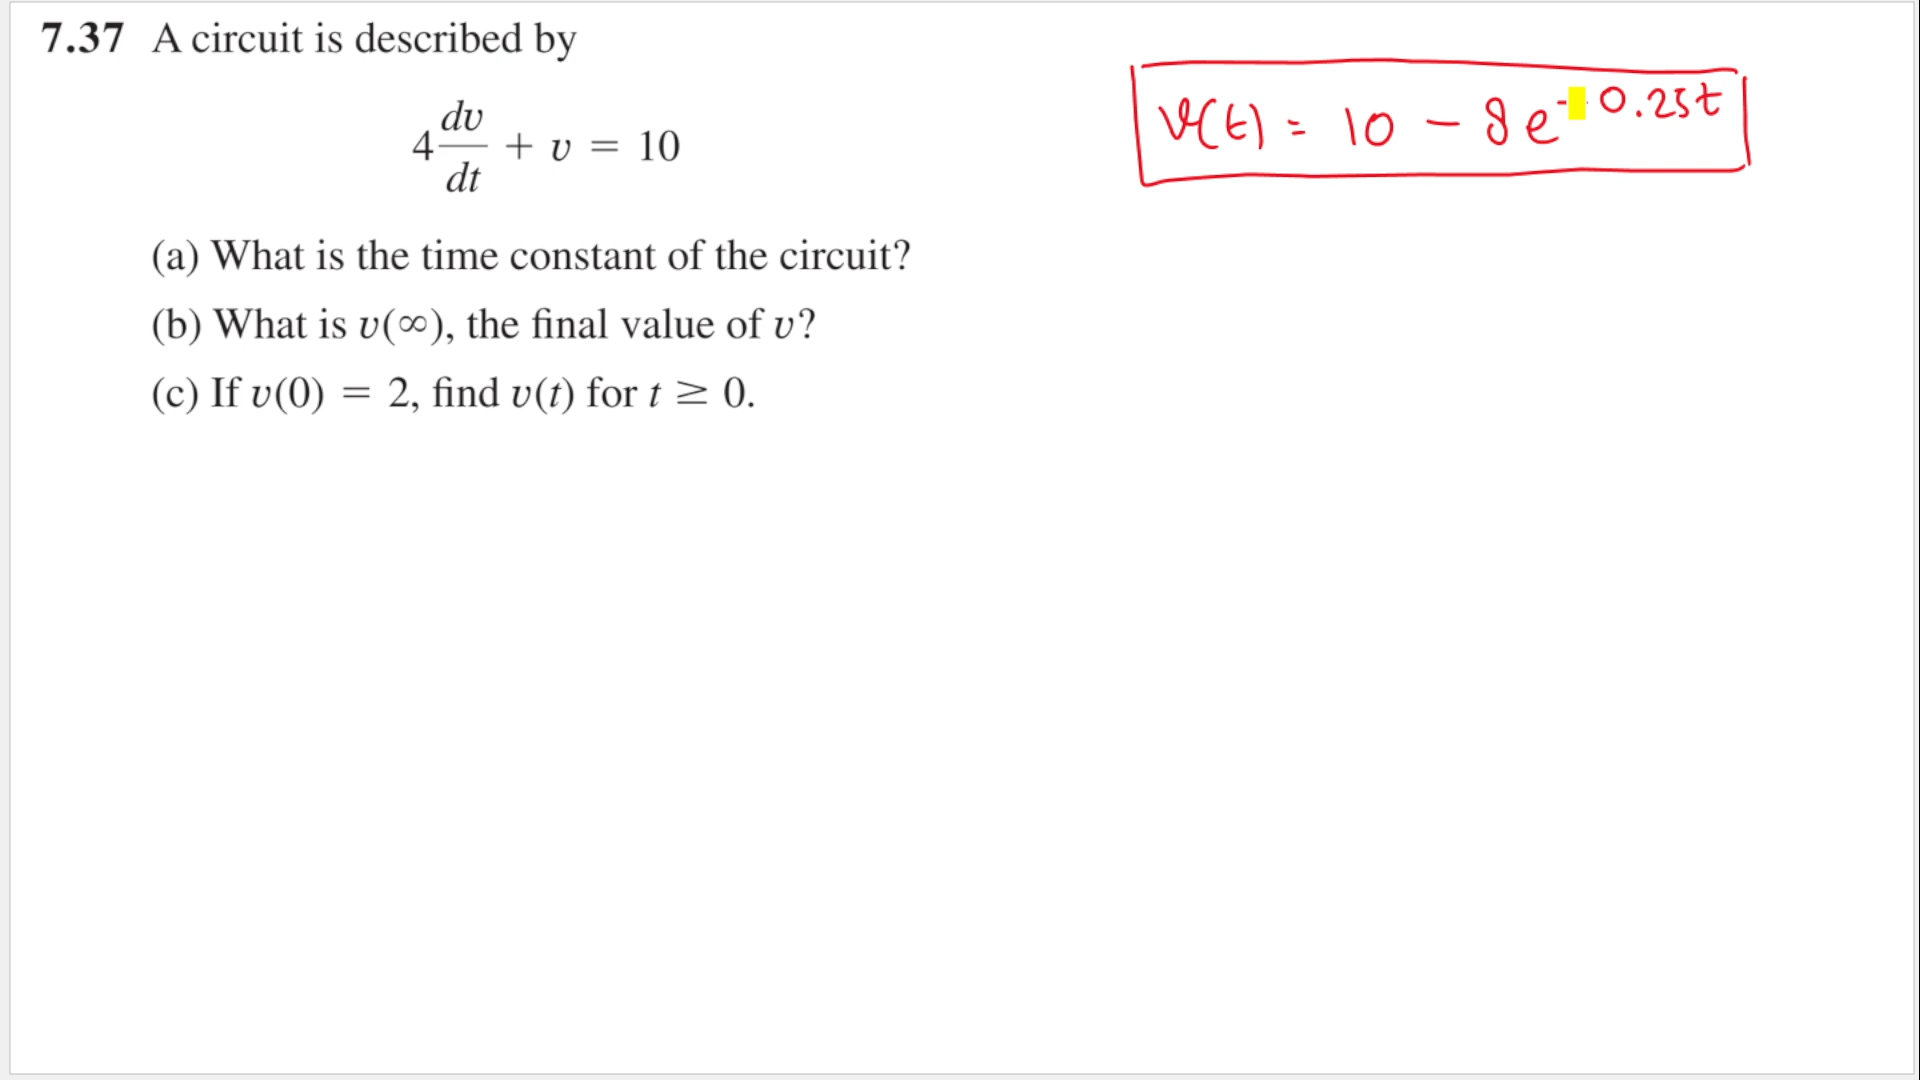 7.37 A circuit is described by
4 dv/dt + v = 10
v(t) = 10 - 8e^-0.25t
(a) What is the time constant of the circuit?
(b) What is v(∞), the final value of v?
(c) If v(0) = 2, find v(t) for t ≥ 0.